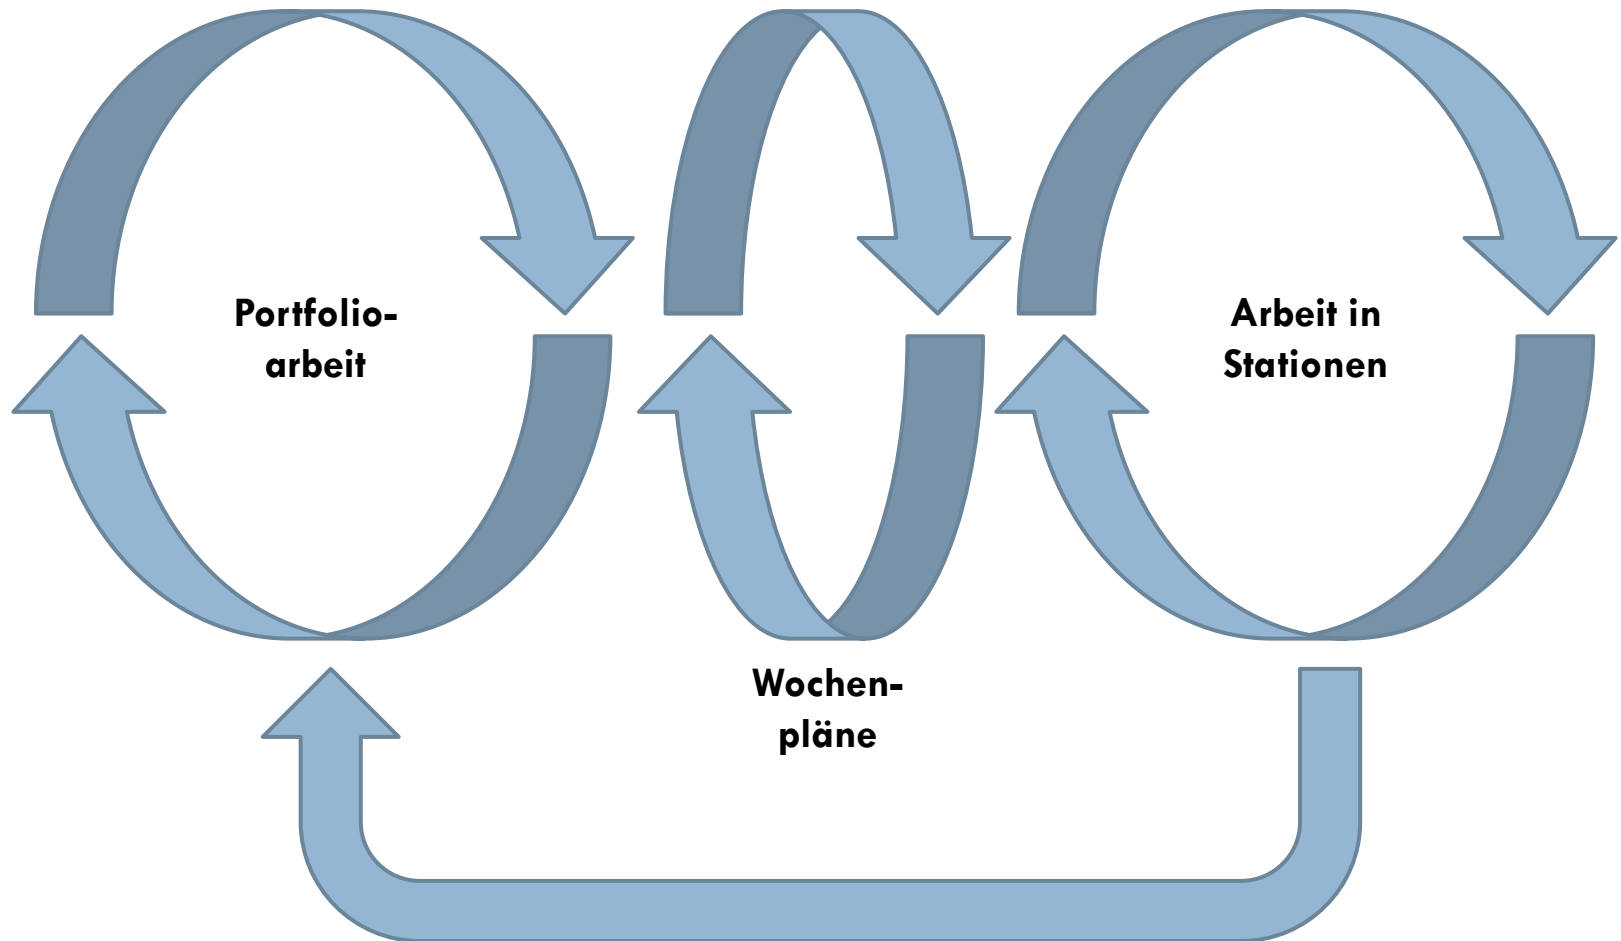 Portfolio-
arbeit
Wochen-
pläne
Arbeit in
Stationen